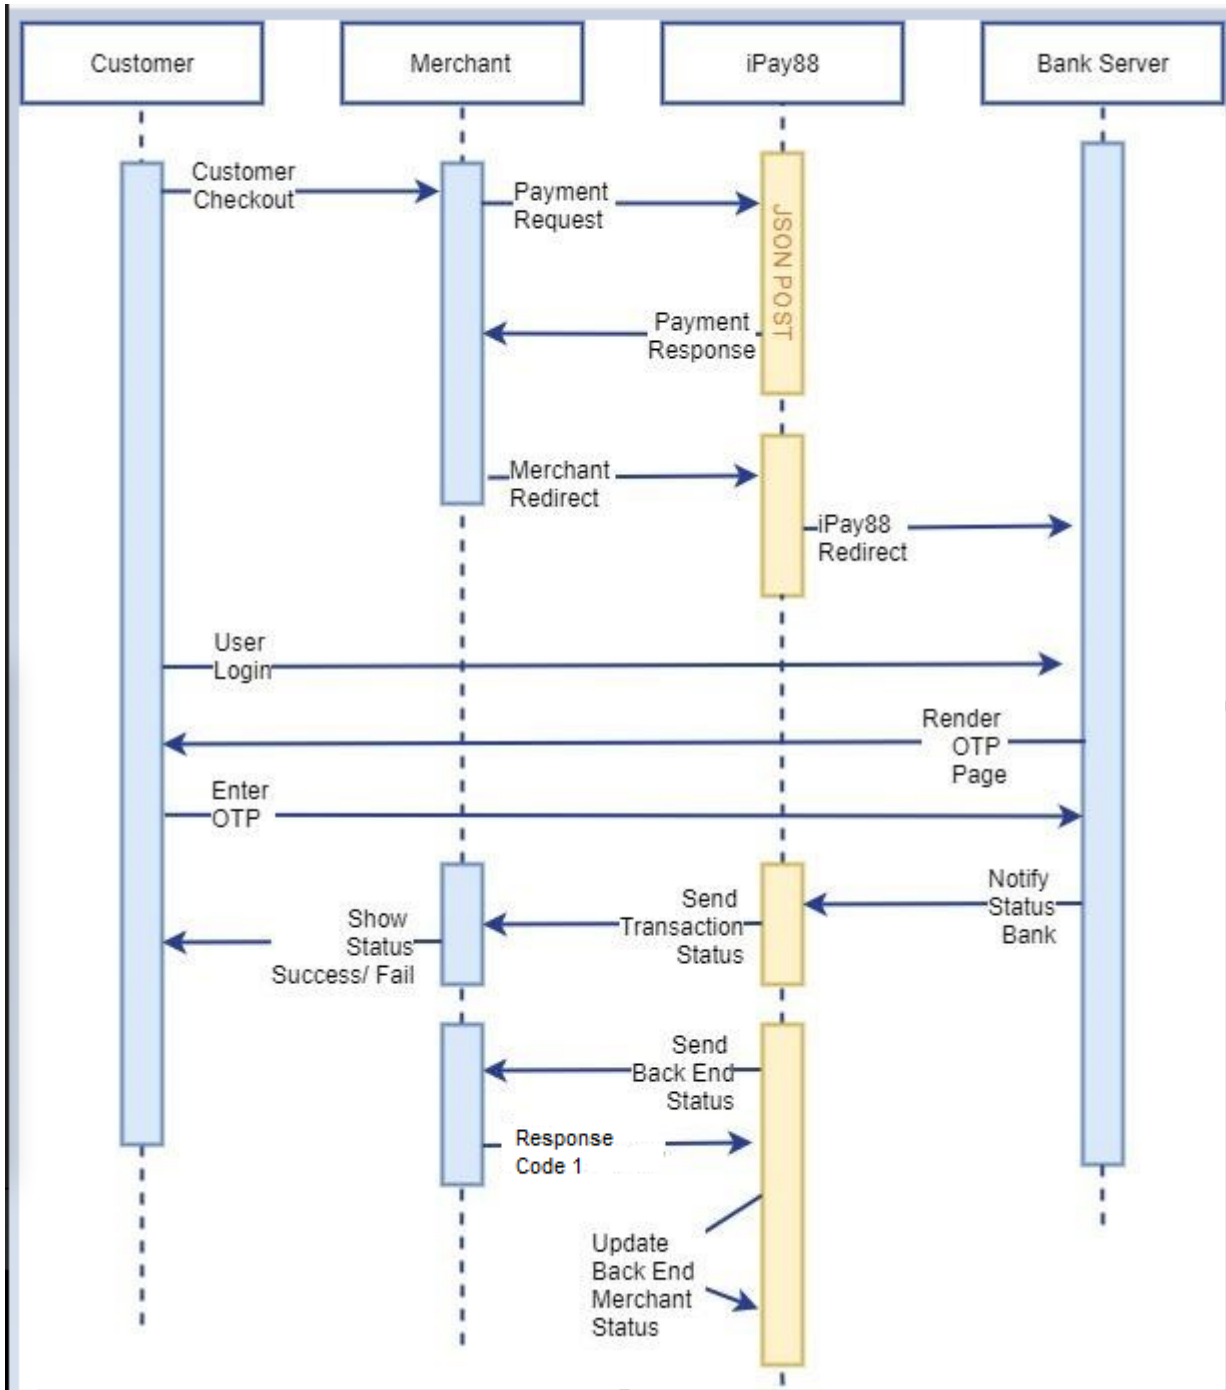 Customer
Merchant
iPay88
Bank Server
Customer
Checkout
Payment
Request
JSON POST
Payment
Response
Merchant
Redirect
iPay88
Redirect
User
Login
Render
OTP
Page
Enter
OTP
Notify
Status
Bank
Send
Transaction
Status
Show
Status
Success/ Fail
Send
Back End
Status
Response
Code 1
Update
Back End
Merchant
Status